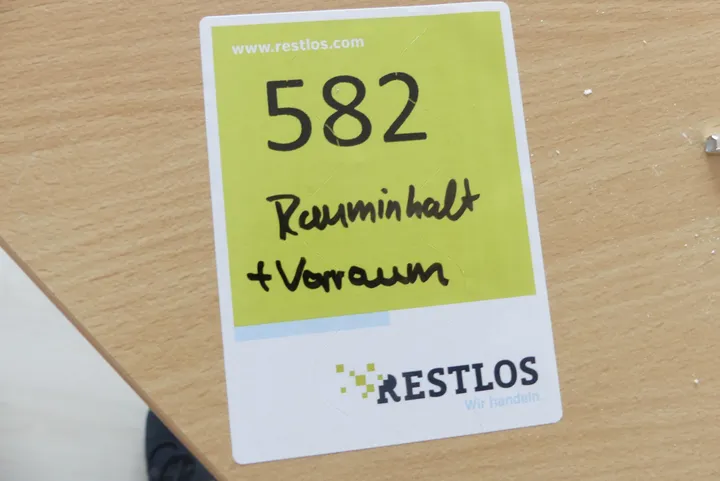 www.restlos.com
582
Rauminhalt
+ Vorraum
RESTLOS
Wir handeln.